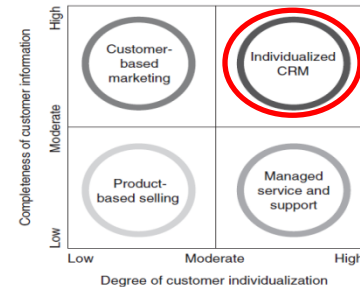 Completeness of customer information
High
Moderate
Low
Customer-
based
marketing
Individualized
CRM
Product-
based selling
Managed
service and
support
Low
Moderate
High
Degree of customer individualization